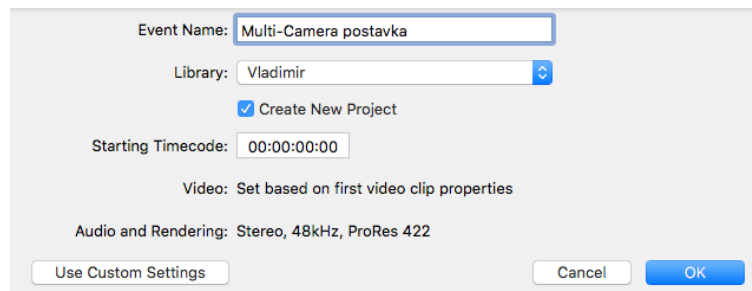 Event Name: Multi-Camera postavka
Library: Vladimir
Create New Project
Starting Timecode: 00:00:00:00
Video: Set based on first video clip properties
Audio and Rendering: Stereo, 48kHz, ProRes 422
Use Custom Settings Cancel OK